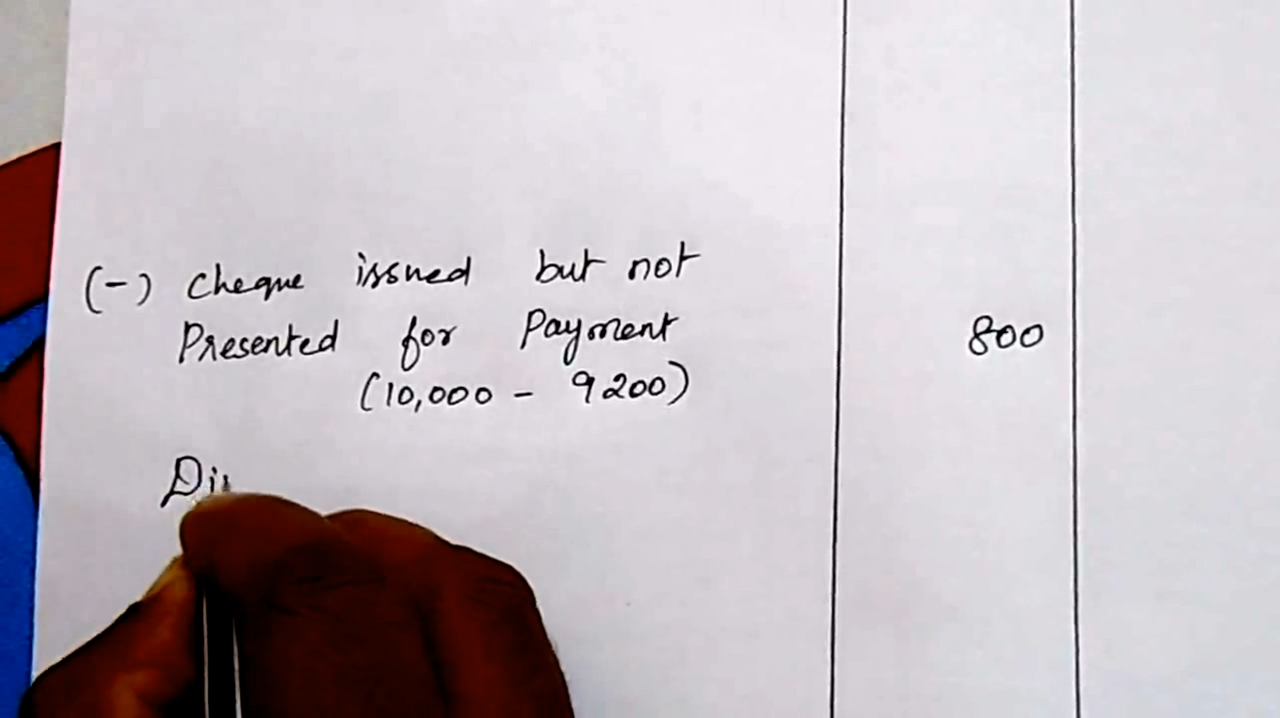 (-) Cheque issued but not
Presented for Payment 800
(10,000 - 9200)